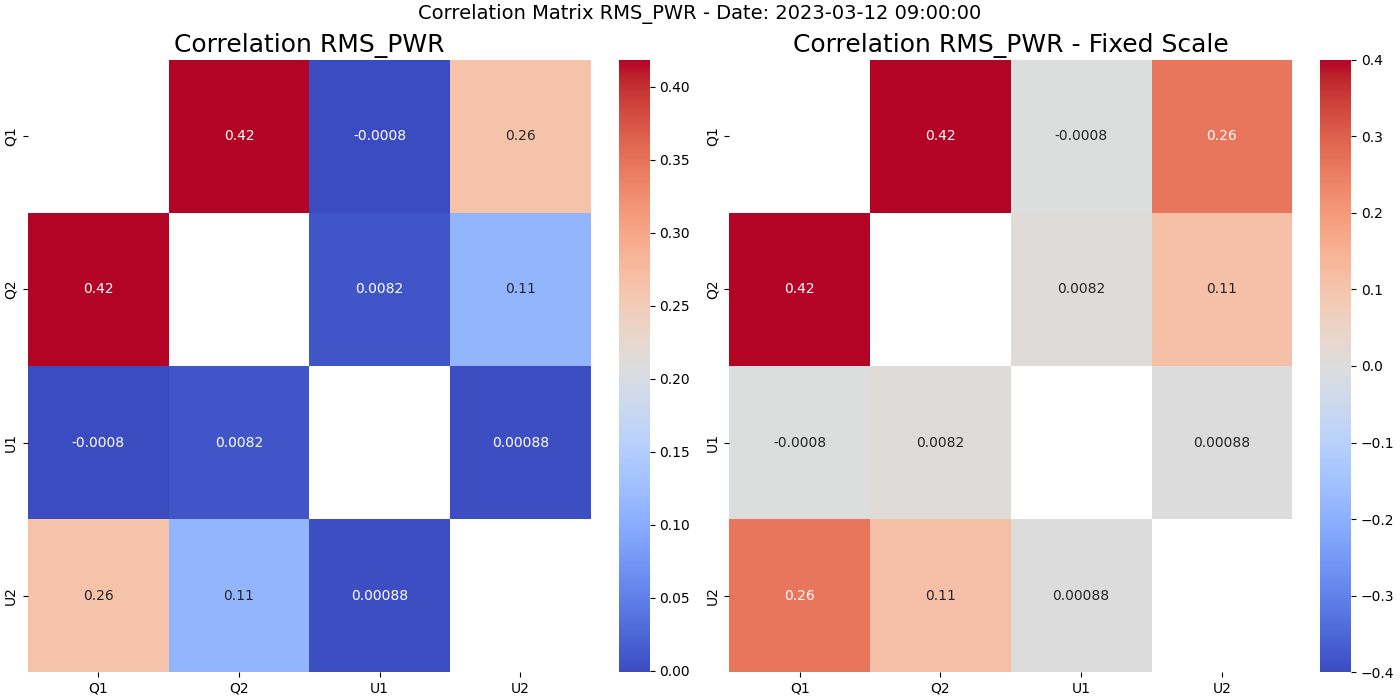 Correlation Matrix RMS_PWR - Date: 2023-03-12 09:00:00
Correlation RMS_PWR
Q1
0.42
-0.0008
0.26
Q2
0.42
0.0082
0.11
U1
-0.0008
0.0082
0.00088
U2
0.26
0.11
0.00088
Q1
Q2
U1
U2
0.40
0.35
0.30
0.25
0.20
0.15
0.10
0.05
0.00
Correlation RMS_PWR - Fixed Scale
Q1
0.42
-0.0008
0.26
Q2
0.42
0.0082
0.11
U1
-0.0008
0.0082
0.00088
U2
0.26
0.11
0.00088
Q1
Q2
U1
U2
0.4
0.3
0.2
0.1
0.0
−0.1
−0.2
−0.3
−0.4